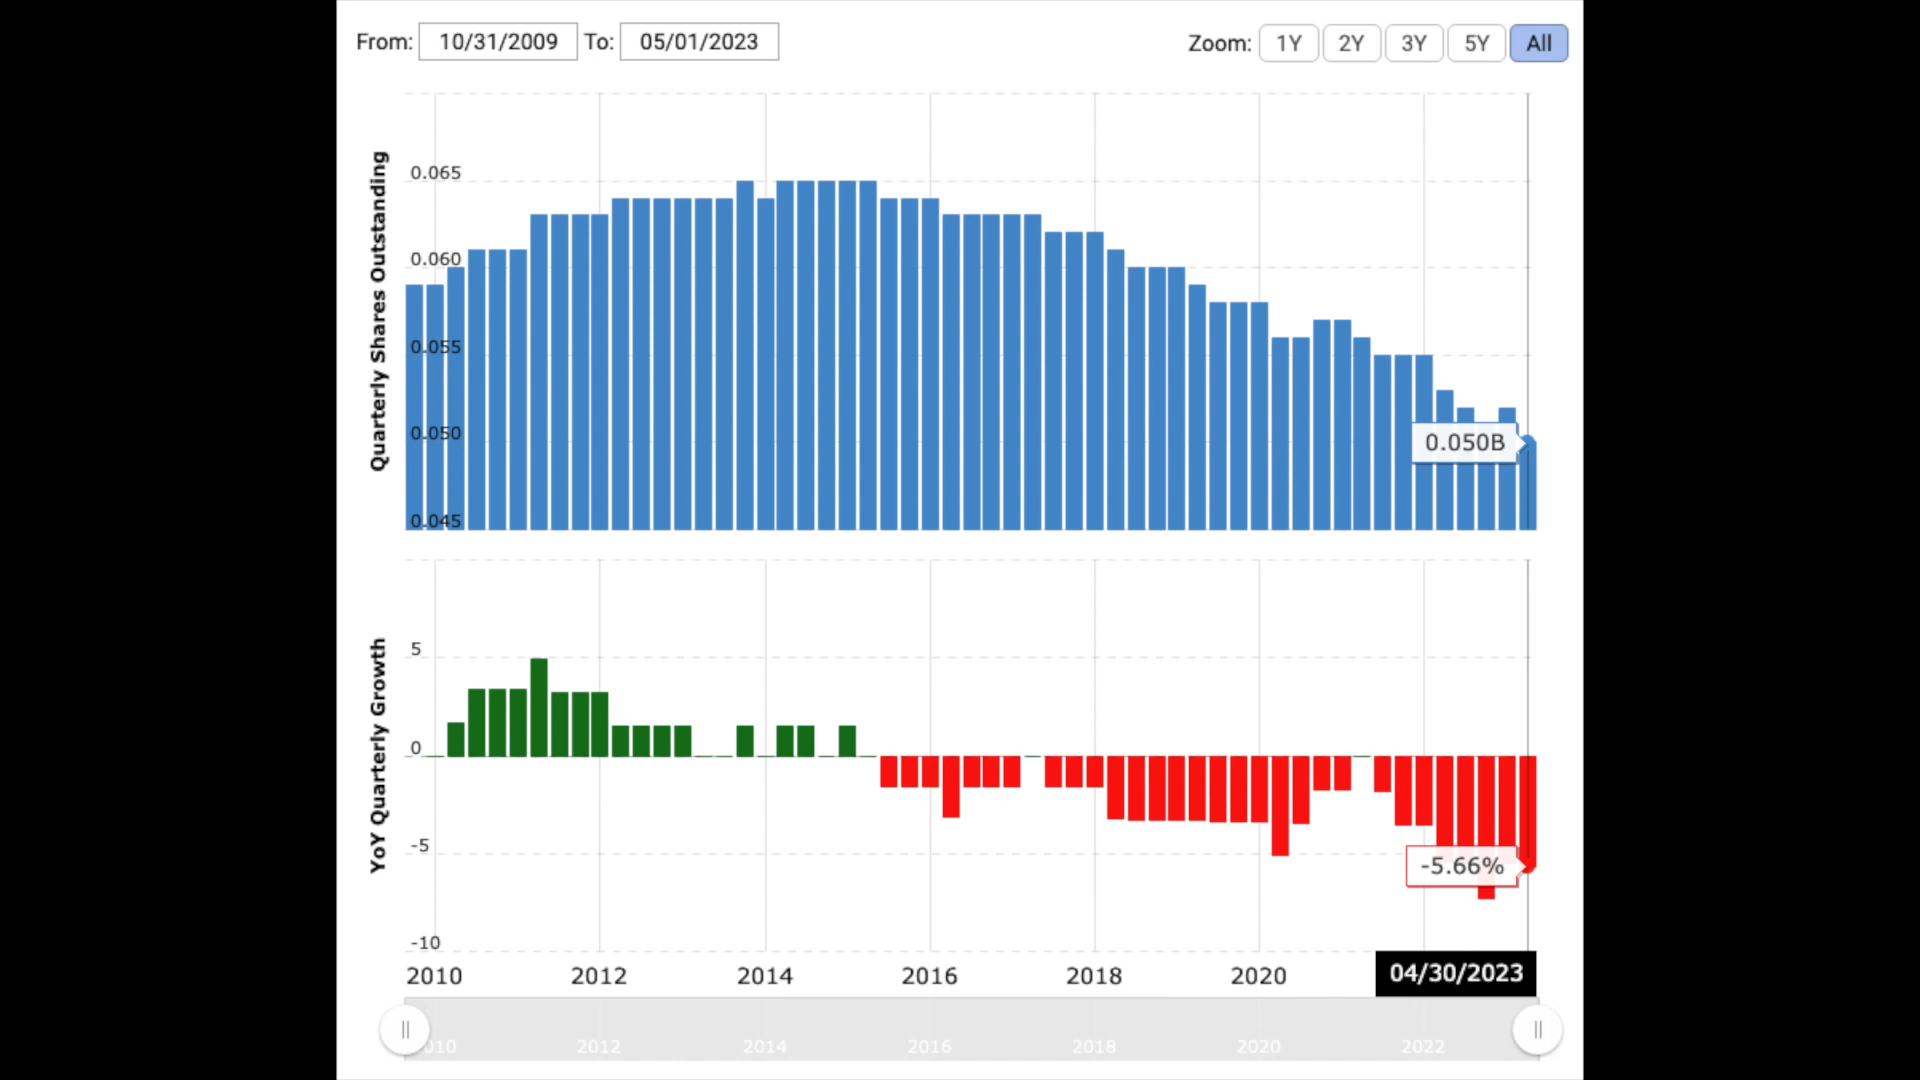 From: 10/31/2009 To: 05/01/2023 Zoom: 1Y 2Y 3Y 5Y All
Quarterly Shares Outstanding
0.065
0.060
0.055
0.050
0.045
0.050B
YoY Quarterly Growth
5
0
-5
-10
-5.66%
2010 2012 2014 2016 2018 2020 04/30/2023
2012 2014 2016 2018 2020 2022